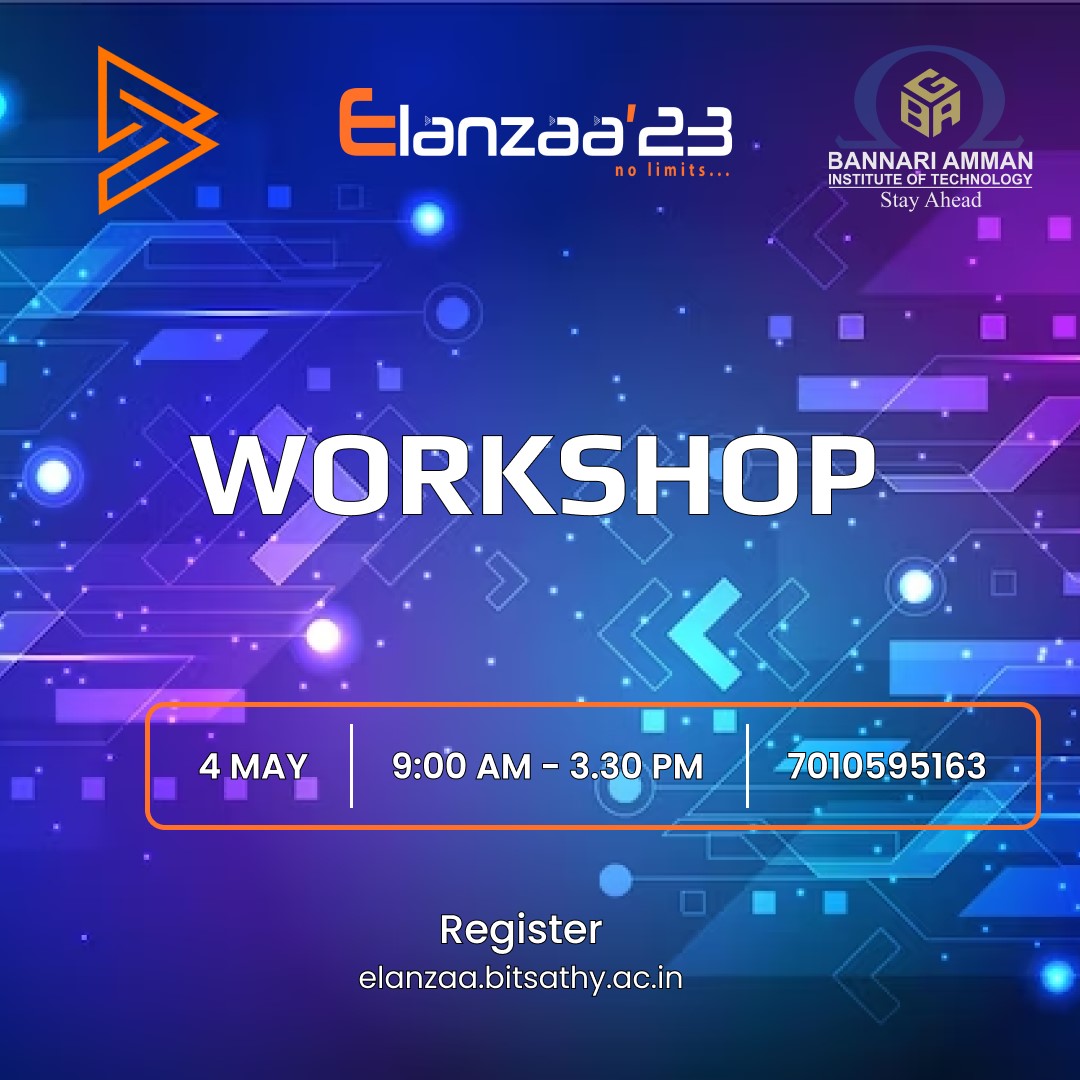 Elanzaa'23
no limits...
GBA
BANNARI AMMAN
INSTITUTE OF TECHNOLOGY
Stay Ahead
WORKSHOP
4 MAY
9:00 AM - 3.30 PM
7010595163
Register
elanzaa.bitsathy.ac.in